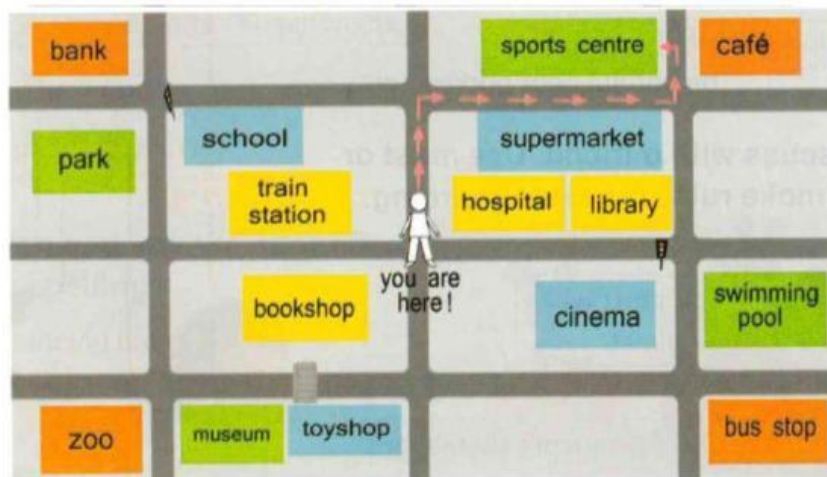 bank
sports centre
café
school
supermarket
park
train
station
hospital
library
you are
here!
bookshop
cinema
swimming
pool
zoo
museum
toyshop
bus stop